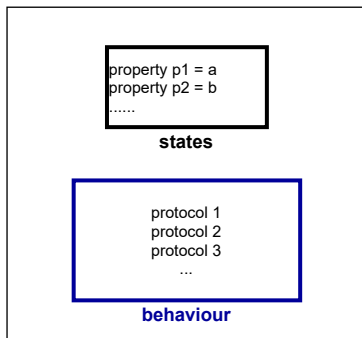 property p1 = a
property p2 = b
......
states
protocol 1
protocol 2
protocol 3
...
behaviour